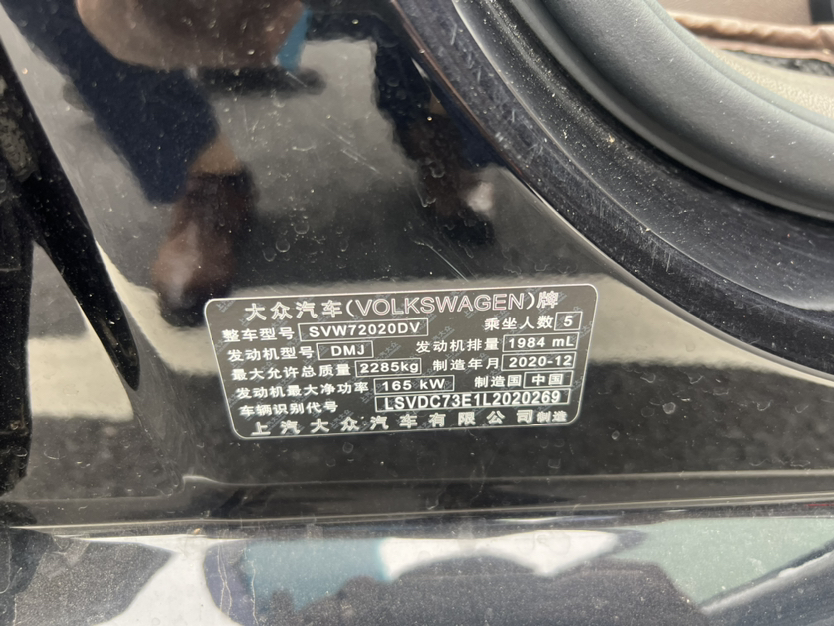 大众汽车(VOLKSWAGEN)牌
整车型号 SVW72020DV 乘坐人数 5
发动机型号 DMJ 发动机排量 1984 mL
最大允许总质量 2285kg 制造年月 2020-12
发动机最大净功率 165 kW 制造国 中国
车辆识别代号 LSVDC73E1L2020269
上汽大众汽车有限公司制造